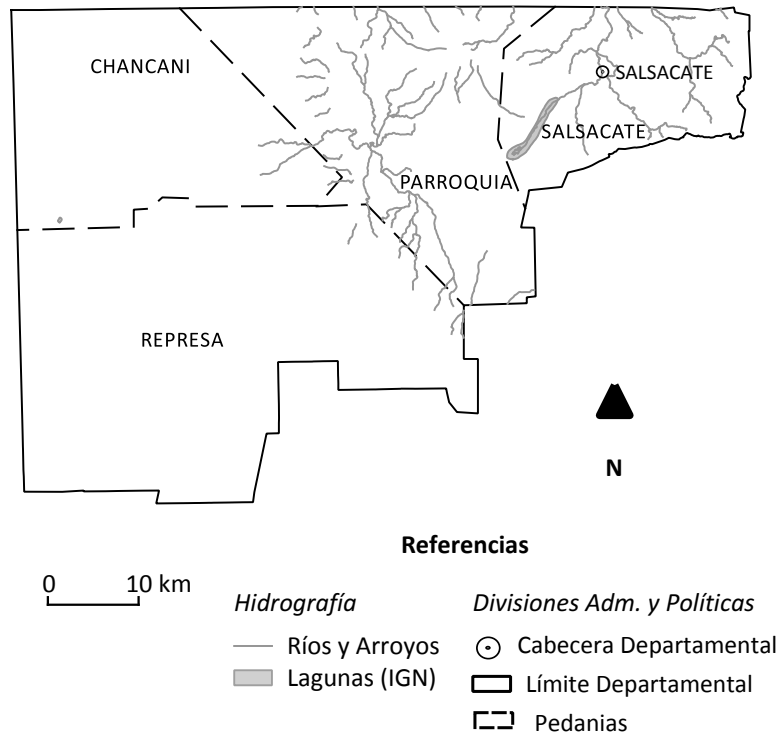 CHANCANI
SALSACATE
SALSACATE
PARROQUIA
REPRESA
N
Referencias
0 10 km
Hidrografía
Ríos y Arroyos
Lagunas (IGN)
Divisiones Adm. y Políticas
Cabecera Departamental
Límite Departamental
Pedanias